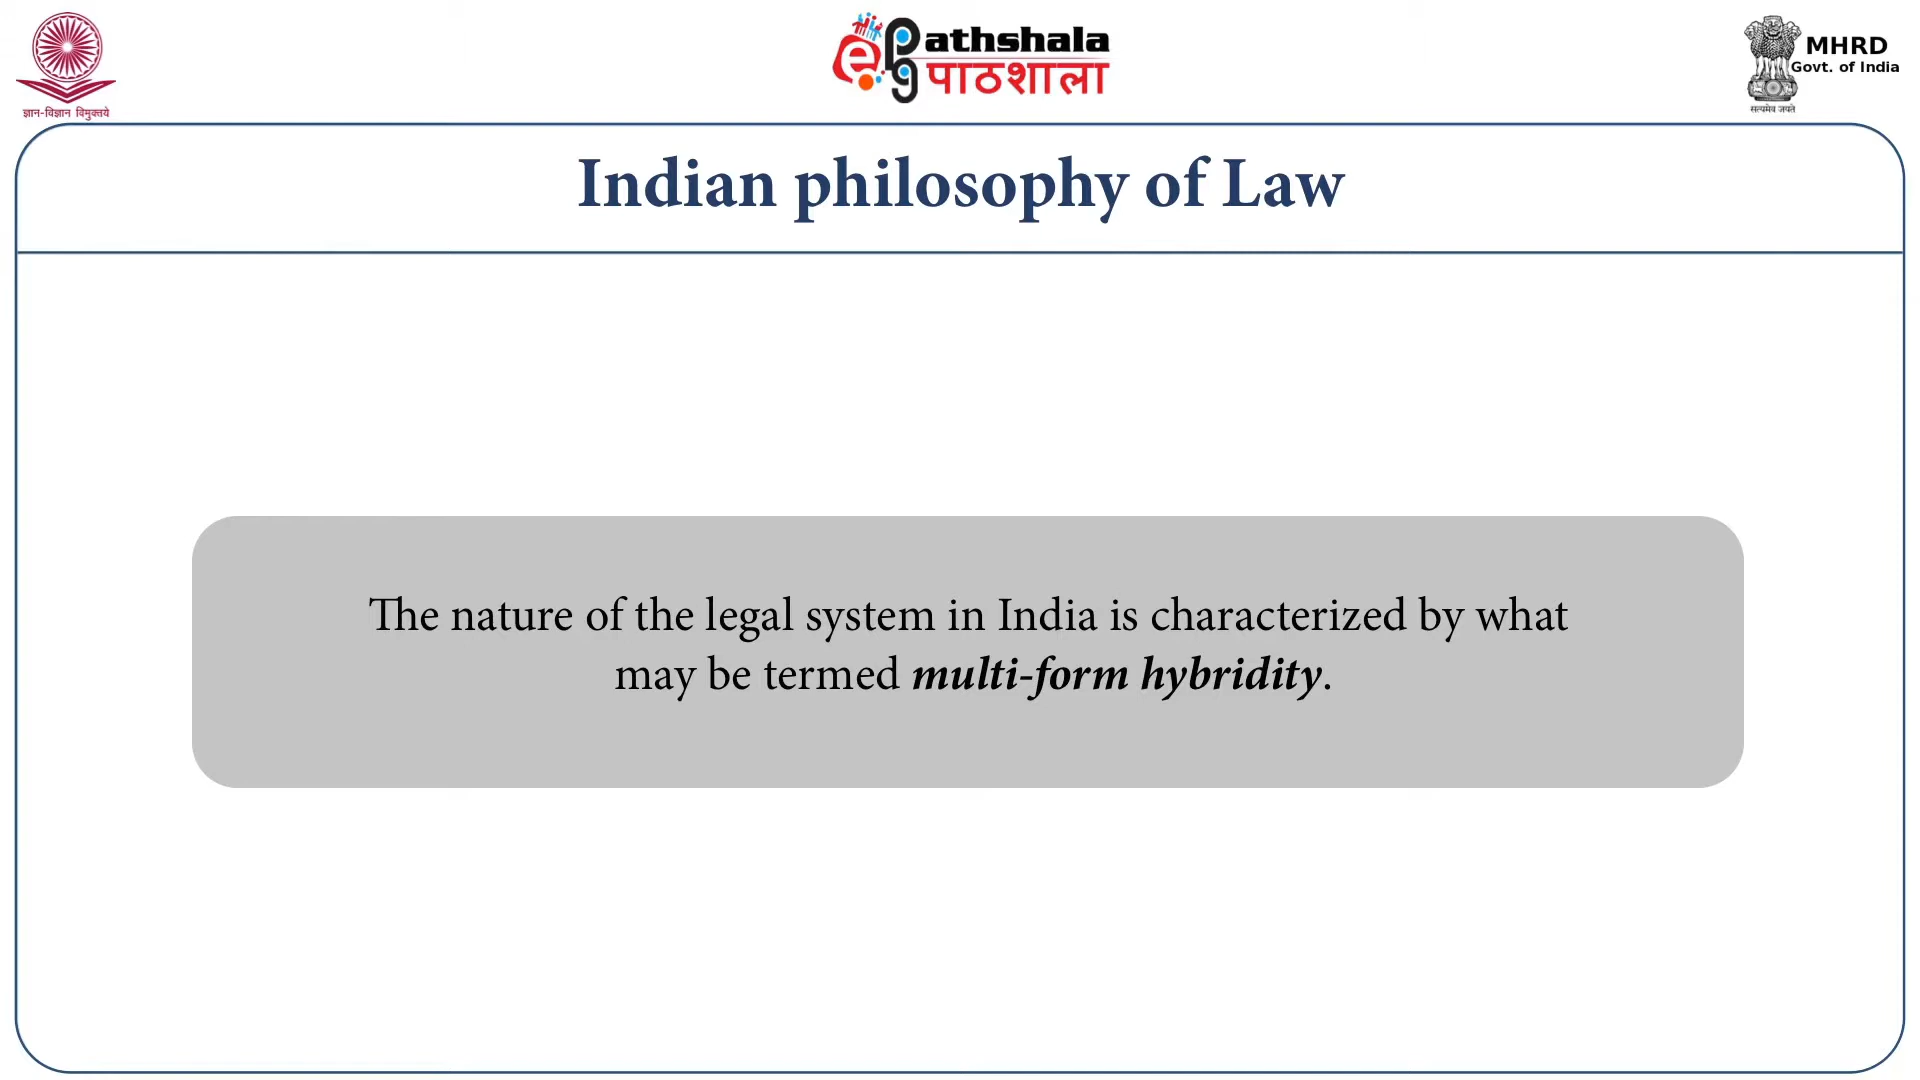 ज्ञान-विज्ञान विमुक्तये
ePathshala
पाठशाला
MHRD
Govt. of India
सत्यमेव जयते
Indian philosophy of Law
The nature of the legal system in India is characterized by what
may be termed multi-form hybridity.